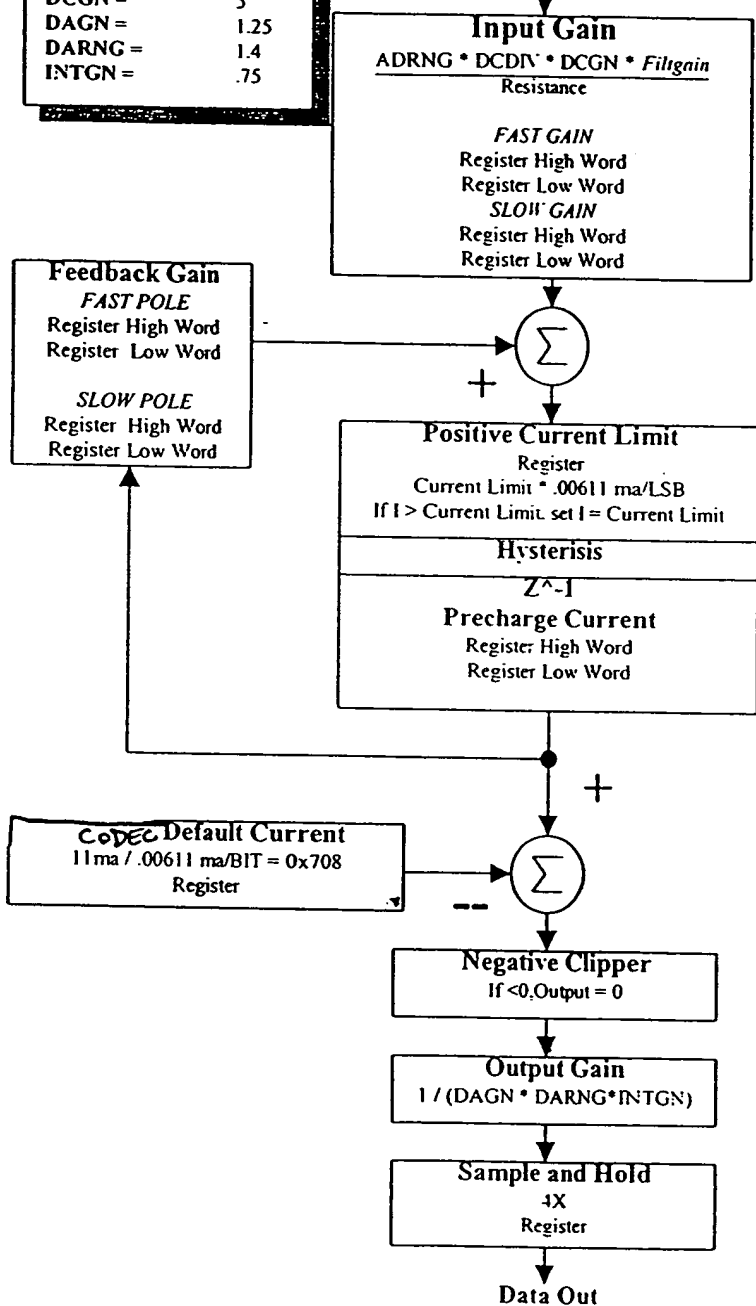 DCGN = 5
DAGN = 1.25
DARNG = 1.4
INTGN = .75
Input Gain
ADRNG * DCDIV * DCGN * Filtgain
Resistance
FAST GAIN
Register High Word
Register Low Word
SLOW GAIN
Register High Word
Register Low Word
Feedback Gain
FAST POLE
Register High Word
Register Low Word
SLOW POLE
Register High Word
Register Low Word
Σ
+
Positive Current Limit
Register
Current Limit * .00611 ma/LSB
If I > Current Limit. set I = Current Limit
Hysterisis
Z^-1
Precharge Current
Register High Word
Register Low Word
+
CODEC Default Current
11ma / .00611 ma/BIT = 0x708
Register
Σ
--
Negative Clipper
If <0,Output = 0
Output Gain
1 / (DAGN * DARNG*INTGN)
Sample and Hold
4X
Register
Data Out